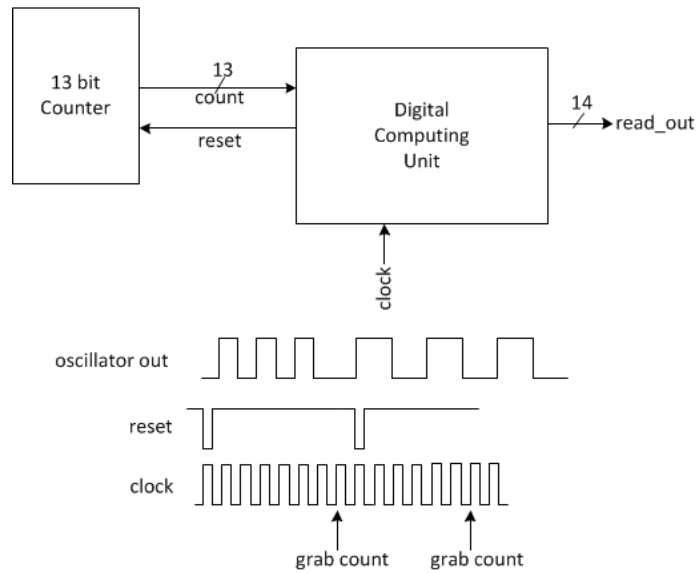 13 bit
Counter
13
count
reset
Digital
Computing
Unit
14
read_out
clock
oscillator out
reset
clock
grab count
grab count